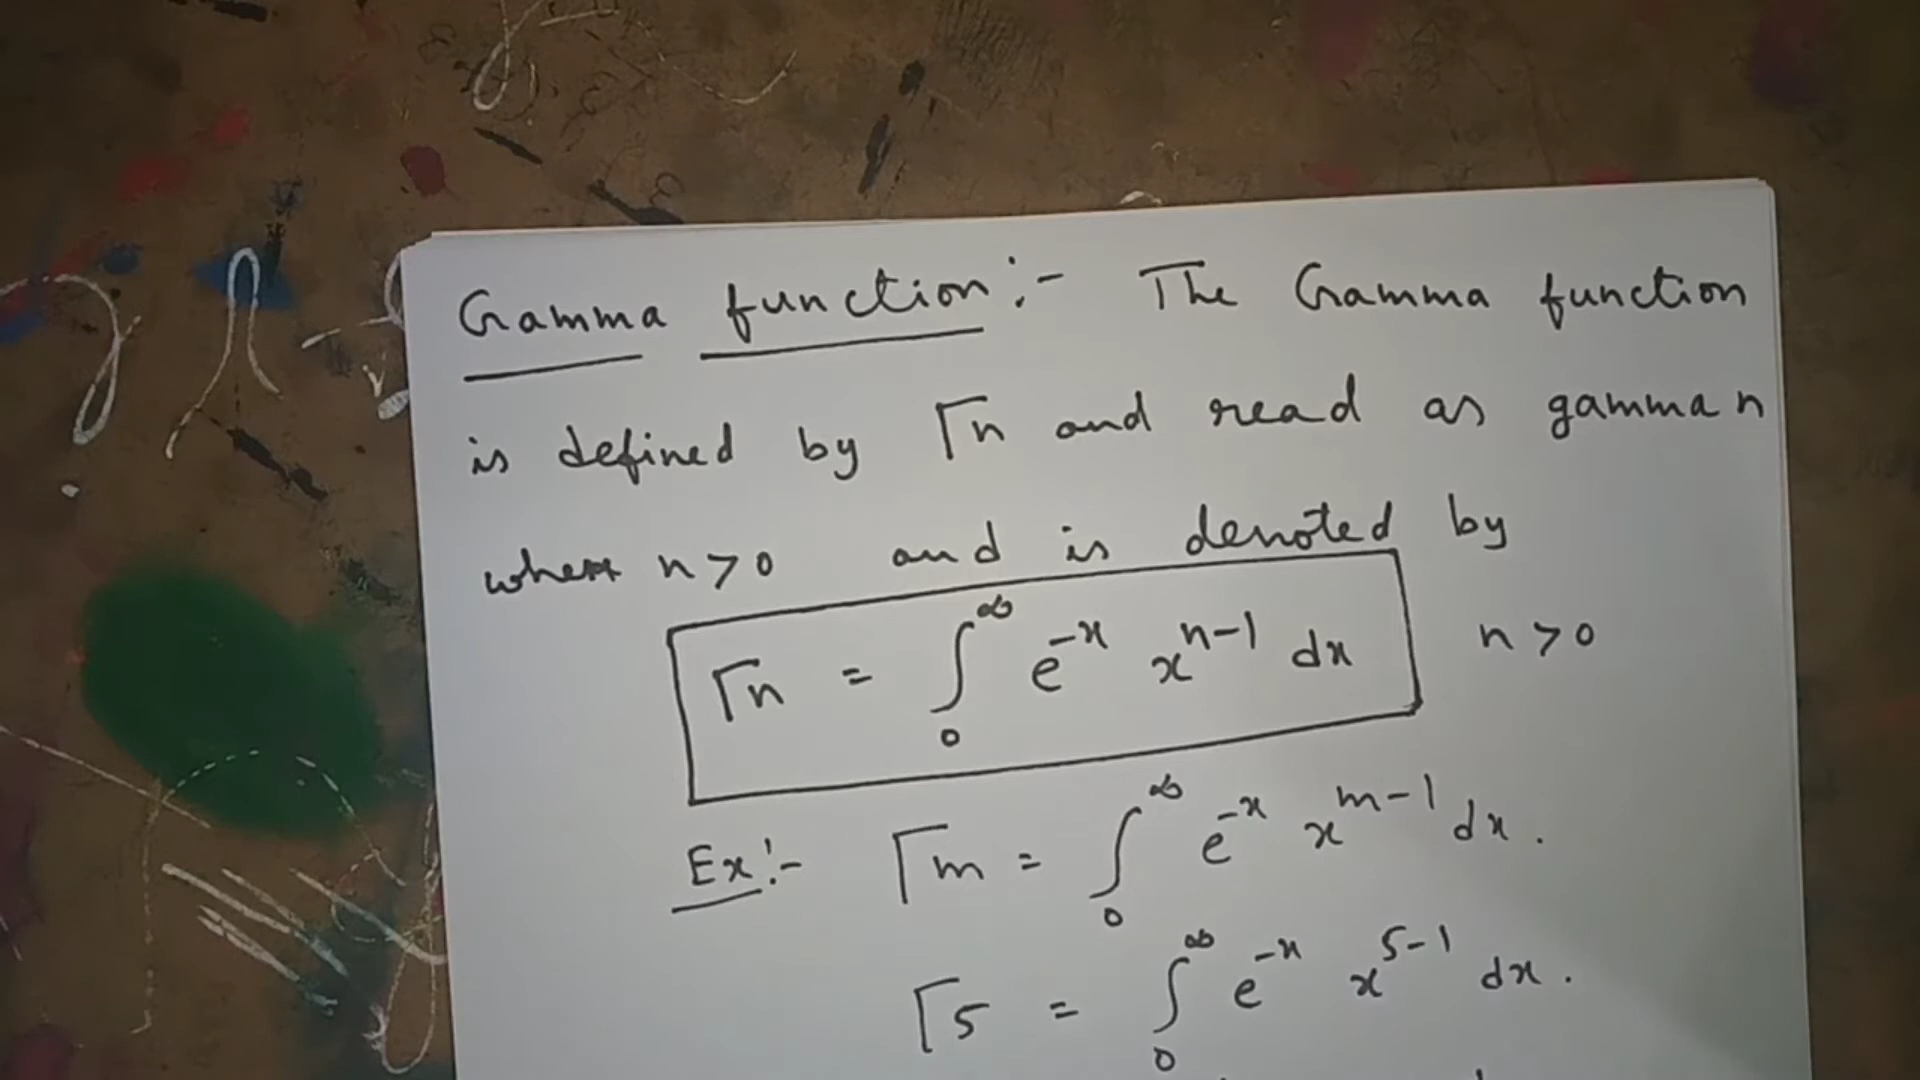 Gamma function :- The Gamma function
is defined by Γn and read as gamma n
where n>0 and is denoted by
Γn = ∫₀^∞ e^-x x^n-1 dx n>0
Ex:- Γm = ∫₀^∞ e^-x x^m-1 dx.
Γ5 = ∫₀^∞ e^-x x^5-1 dx.